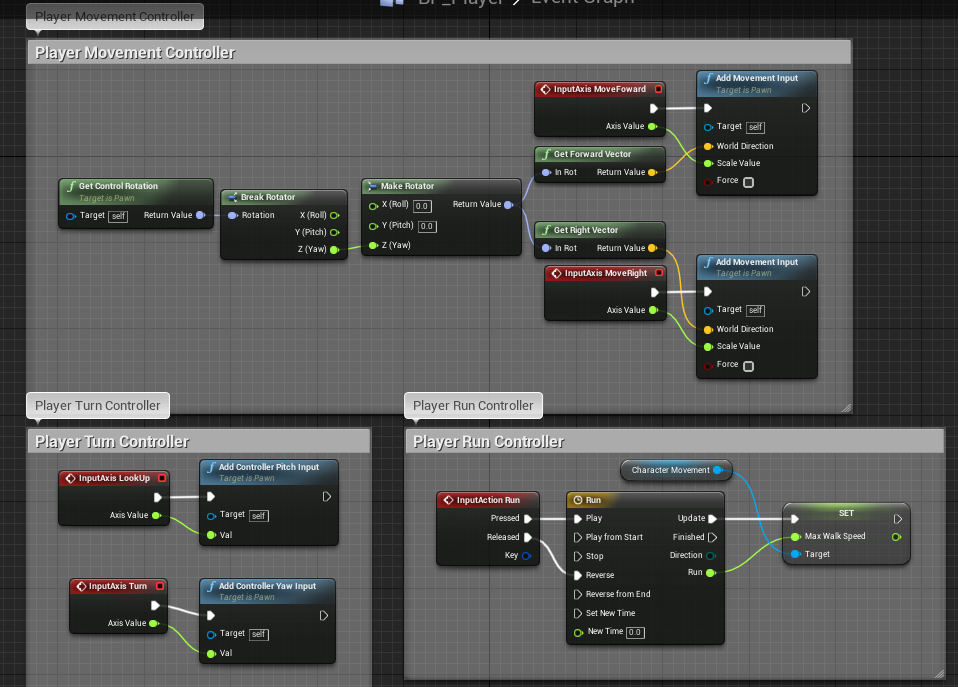 BP_Player > Event Graph
Player Movement Controller
Player Movement Controller
InputAxis MoveFoward
Axis Value
Add Movement Input
Target is Pawn
Target self
World Direction
Scale Value
Force
Get Forward Vector
In Rot Return Value
Get Control Rotation
Target is Pawn
Target self Return Value
Break Rotator
Rotation X (Roll)
Y (Pitch)
Z (Yaw)
Make Rotator
X (Roll) 0.0 Return Value
Y (Pitch) 0.0
Z (Yaw)
Get Right Vector
In Rot Return Value
InputAxis MoveRight
Axis Value
Add Movement Input
Target is Pawn
Target self
World Direction
Scale Value
Force
Player Turn Controller
Player Turn Controller
InputAxis LookUp
Axis Value
Add Controller Pitch Input
Target is Pawn
Target self
Val
InputAxis Turn
Axis Value
Add Controller Yaw Input
Target is Pawn
Target self
Val
Player Run Controller
Player Run Controller
Character Movement
InputAction Run
Pressed
Released
Key
Run
Play Update
Play from Start Finished
Stop Direction
Reverse Run
Reverse from End
Set New Time
New Time 0.0
SET
Max Walk Speed
Target